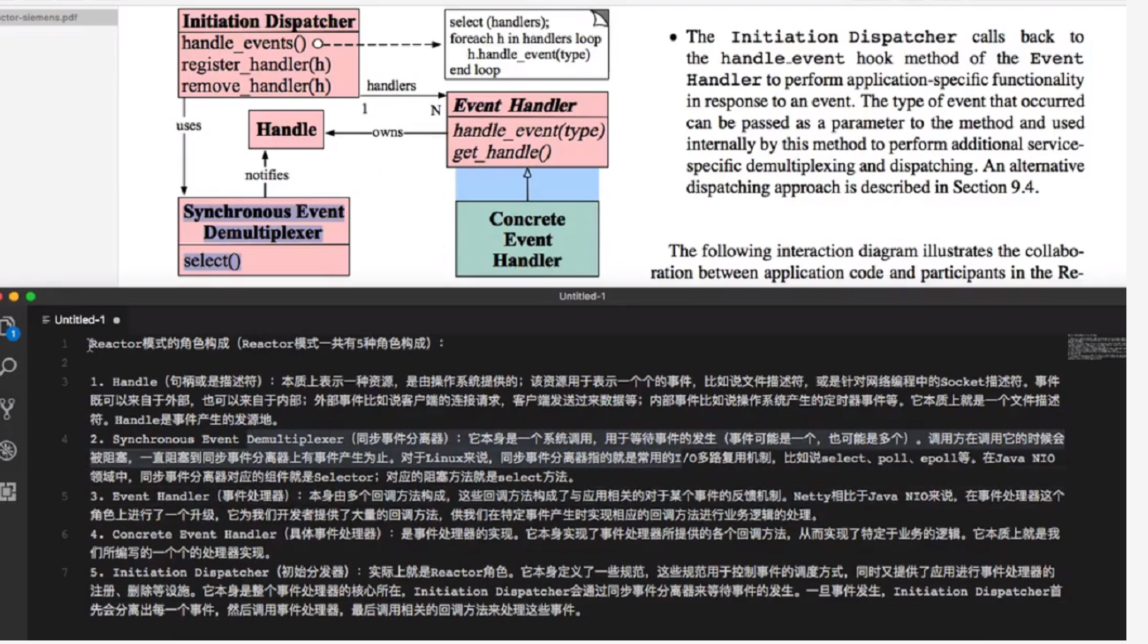 ctor-siemens.pdf
Initiation Dispatcher
handle_events()
register_handler(h)
remove_handler(h)
select (handlers);
foreach h in handlers loop
h.handle_event(type)
end loop
handlers
1
N
uses
Handle
owns
Event Handler
handle_event(type)
get_handle()
notifies
Synchronous Event
Demultiplexer
select()
Concrete
Event
Handler
• The Initiation Dispatcher calls back to
the handle_event hook method of the Event
Handler to perform application-specific functionality
in response to an event. The type of event that occurred
can be passed as a parameter to the method and used
internally by this method to perform additional service-
specific demultiplexing and dispatching. An alternative
dispatching approach is described in Section 9.4.
The following interaction diagram illustrates the collabo-
ration between application code and participants in the Re-
Untitled-1
Untitled-1
1
1 Reactor模式的角色构成（Reactor模式一共有5种角色构成）：
2
3 1. Handle（句柄或是描述符）：本质上表示一种资源，是由操作系统提供的；该资源用于表示一个个的事件，比如说文件描述符，或是针对网络编程中的Socket描述符。事件
既可以来自于外部，也可以来自于内部；外部事件比如说客户端的连接请求，客户端发送过来数据等；内部事件比如说操作系统产生的定时器事件等。它本质上就是一个文件描述
符。Handle是事件产生的发源地。
4 2. Synchronous Event Demultiplexer（同步事件分离器）：它本身是一个系统调用，用于等待事件的发生（事件可能是一个，也可能是多个）。调用方在调用它的时候会
被阻塞，一直阻塞到同步事件分离器上有事件产生为止。对于Linux来说，同步事件分离器指的就是常用的I/O多路复用机制，比如说select、poll、epoll等。在Java NIO
领域中，同步事件分离器对应的组件就是Selector；对应的阻塞方法就是select方法。
5 3. Event Handler（事件处理器）：本身由多个回调方法构成，这些回调方法构成了与应用相关的对于某个事件的反馈机制。Netty相比于Java NIO来说，在事件处理器这个
角色上进行了一个升级，它为我们开发者提供了大量的回调方法，供我们在特定事件产生时实现相应的回调方法进行业务逻辑的处理。
6 4. Concrete Event Handler（具体事件处理器）：是事件处理器的实现。它本身实现了事件处理器所提供的各个回调方法，从而实现了特定于业务的逻辑。它本质上就是我
们所编写的一个个的处理器实现。
7 5. Initiation Dispatcher（初始分发器）：实际上就是Reactor角色。它本身定义了一些规范，这些规范用于控制事件的调度方式，同时又提供了应用进行事件处理器的
注册、删除等设施。它本身是整个事件处理器的核心所在，Initiation Dispatcher会通过同步事件分离器来等待事件的发生。一旦事件发生，Initiation Dispatcher首
先会分离出每一个事件，然后调用事件处理器，最后调用相关的回调方法来处理这些事件。